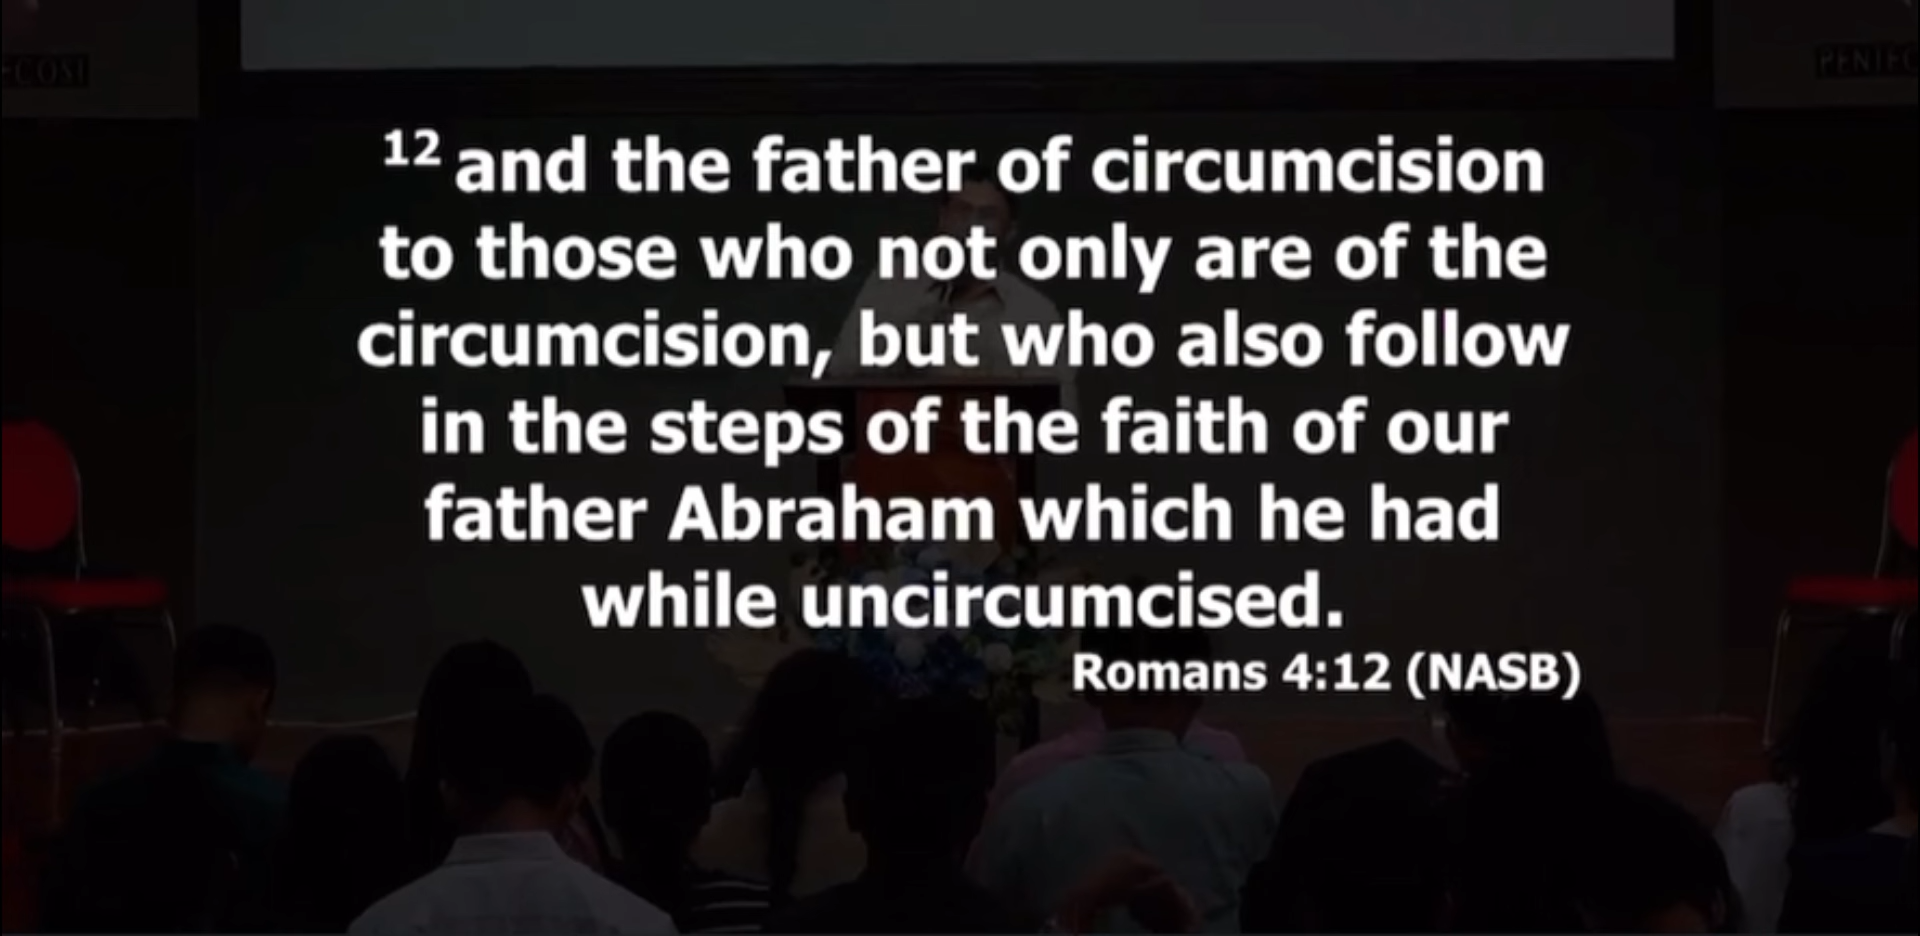 ECOST
PENTEC
12 and the father of circumcision
to those who not only are of the
circumcision, but who also follow
in the steps of the faith of our
father Abraham which he had
while uncircumcised.
Romans 4:12 (NASB)